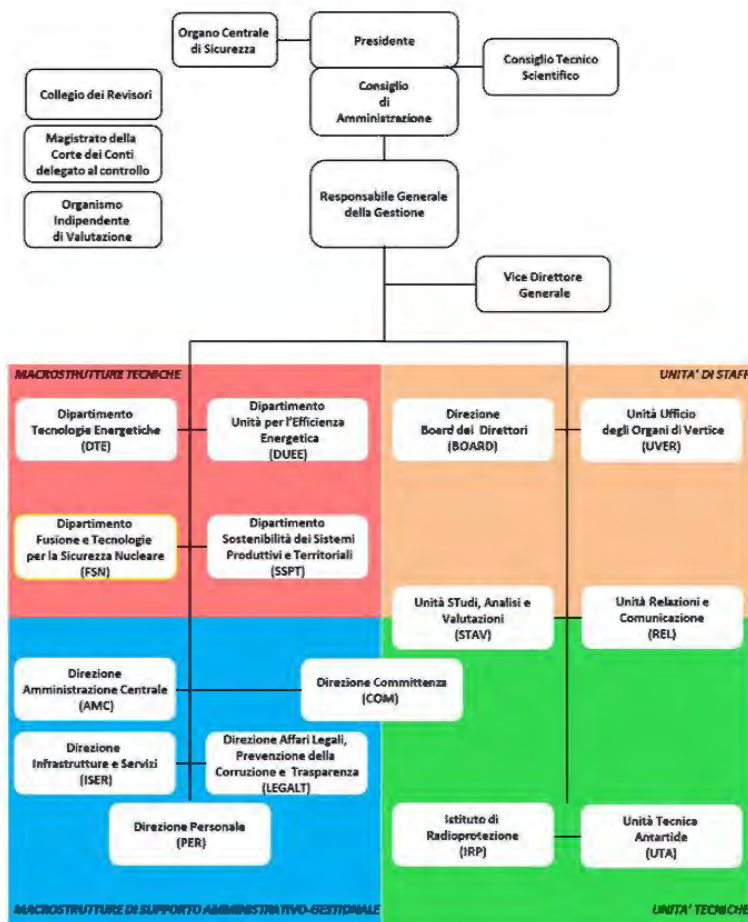 Organo Centrale
di Sicurezza
Presidente
Consiglio Tecnico
Scientifico
Consiglio
di
Amministrazione
Collegio dei Revisori
Magistrato della
Corte dei Conti
delegato al controllo
Organismo
Indipendente
di Valutazione
Responsabile Generale
della Gestione
Vice Direttore
Generale
MACROSTRUTTURE TECNICHE
UNITA' DI STAFF
Dipartimento
Tecnologie Energetiche
(DTE)
Dipartimento
Unità per l'Efficienza
Energetica
(DUEE)
Direzione
Board dei Direttori
(BOARD)
Unità Ufficio
degli Organi di Vertice
(UVER)
Dipartimento
Fusione e Tecnologie
per la Sicurezza Nucleare
(FSN)
Dipartimento
Sostenibilità dei Sistemi
Produttivi e Territoriali
(SSPT)
Unità STudi, Analisi e
Valutazioni
(STAV)
Unità Relazioni e
Comunicazione
(REL)
Direzione
Amministrazione Centrale
(AMC)
Direzione Committenza
(COM)
Direzione
Infrastrutture e Servizi
(ISER)
Direzione Affari Legali,
Prevenzione della
Corruzione e Trasparenza
(LEGALT)
Direzione Personale
(PER)
Istituto di
Radioprotezione
(IRP)
Unità Tecnica
Antartide
(UTA)
MACROSTRUTTURE DI SUPPORTO AMMINISTRATIVO-GESTIONALE
UNITA' TECNICHE